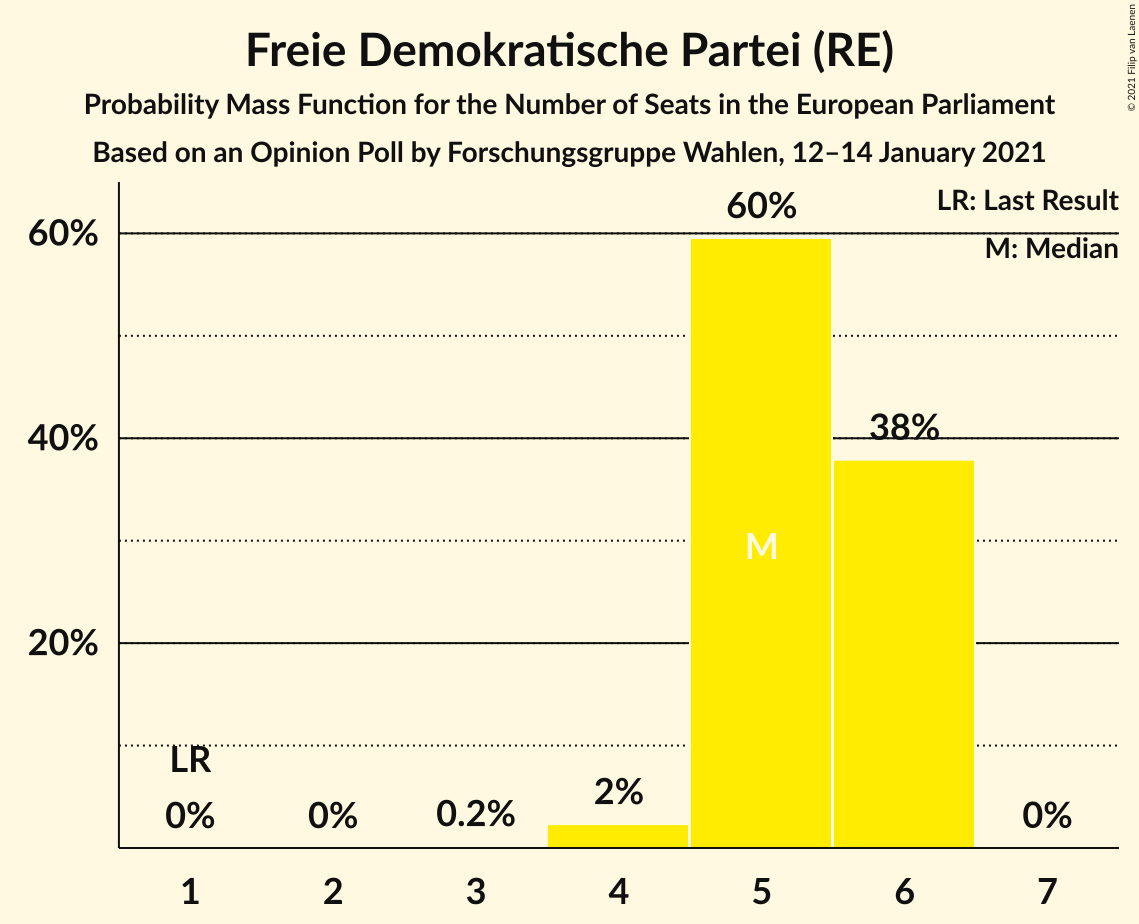 Freie Demokratische Partei (RE)
Probability Mass Function for the Number of Seats in the European Parliament
Based on an Opinion Poll by Forschungsgruppe Wahlen, 12–14 January 2021
© 2021 Filip van Laenen
LR: Last Result
M: Median
60%
40%
20%
60%
38%
M
LR
0%
0%
0.2%
2%
0%
1
2
3
4
5
6
7